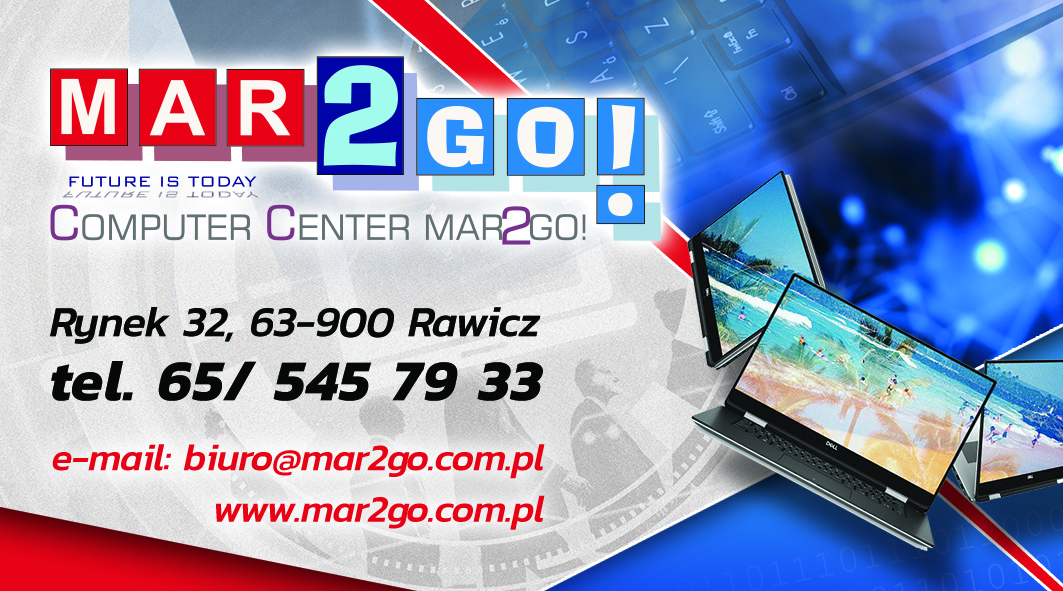 MAR2GO!
FUTURE IS TODAY
COMPUTER CENTER MAR2GO!
Rynek 32, 63-900 Rawicz
tel. 65/ 545 79 33
e-mail: biuro@mar2go.com.pl
www.mar2go.com.pl
DELL